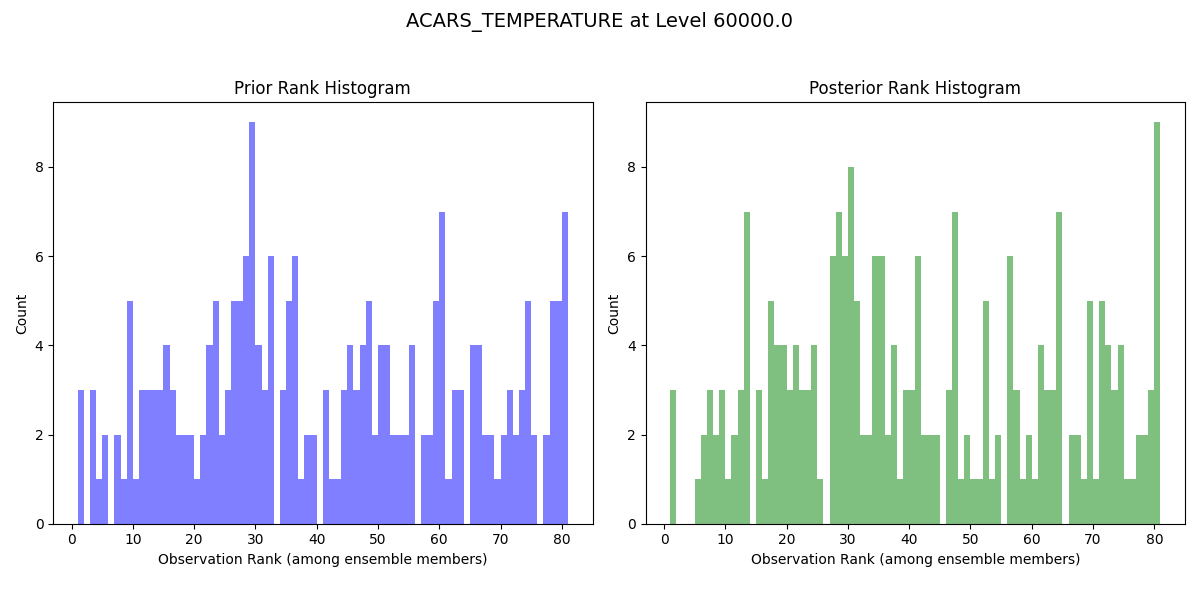 ACARS_TEMPERATURE at Level 60000.0
Prior Rank Histogram
Count
8
6
4
2
0
0 10 20 30 40 50 60 70 80
Observation Rank (among ensemble members)
Posterior Rank Histogram
Count
8
6
4
2
0
0 10 20 30 40 50 60 70 80
Observation Rank (among ensemble members)